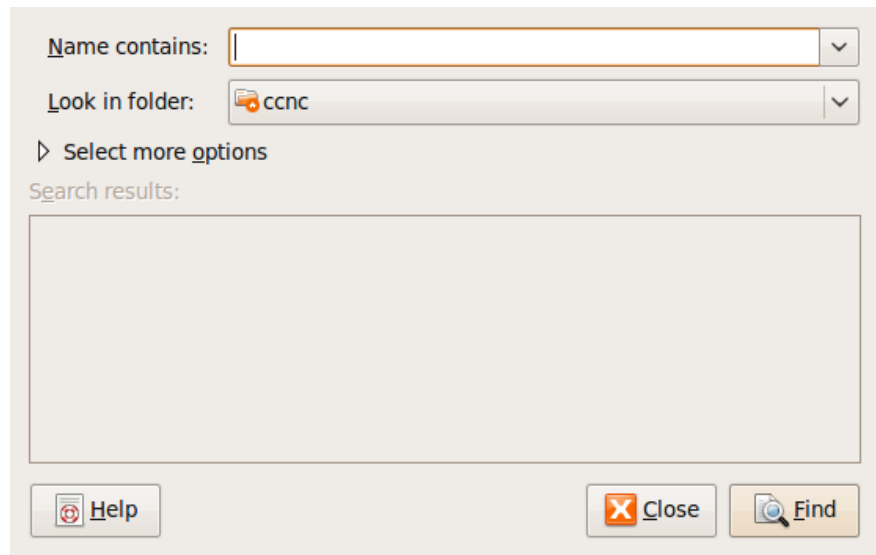 Name contains:
Look in folder: ccnc
Select more options
Search results:
Help Close Find